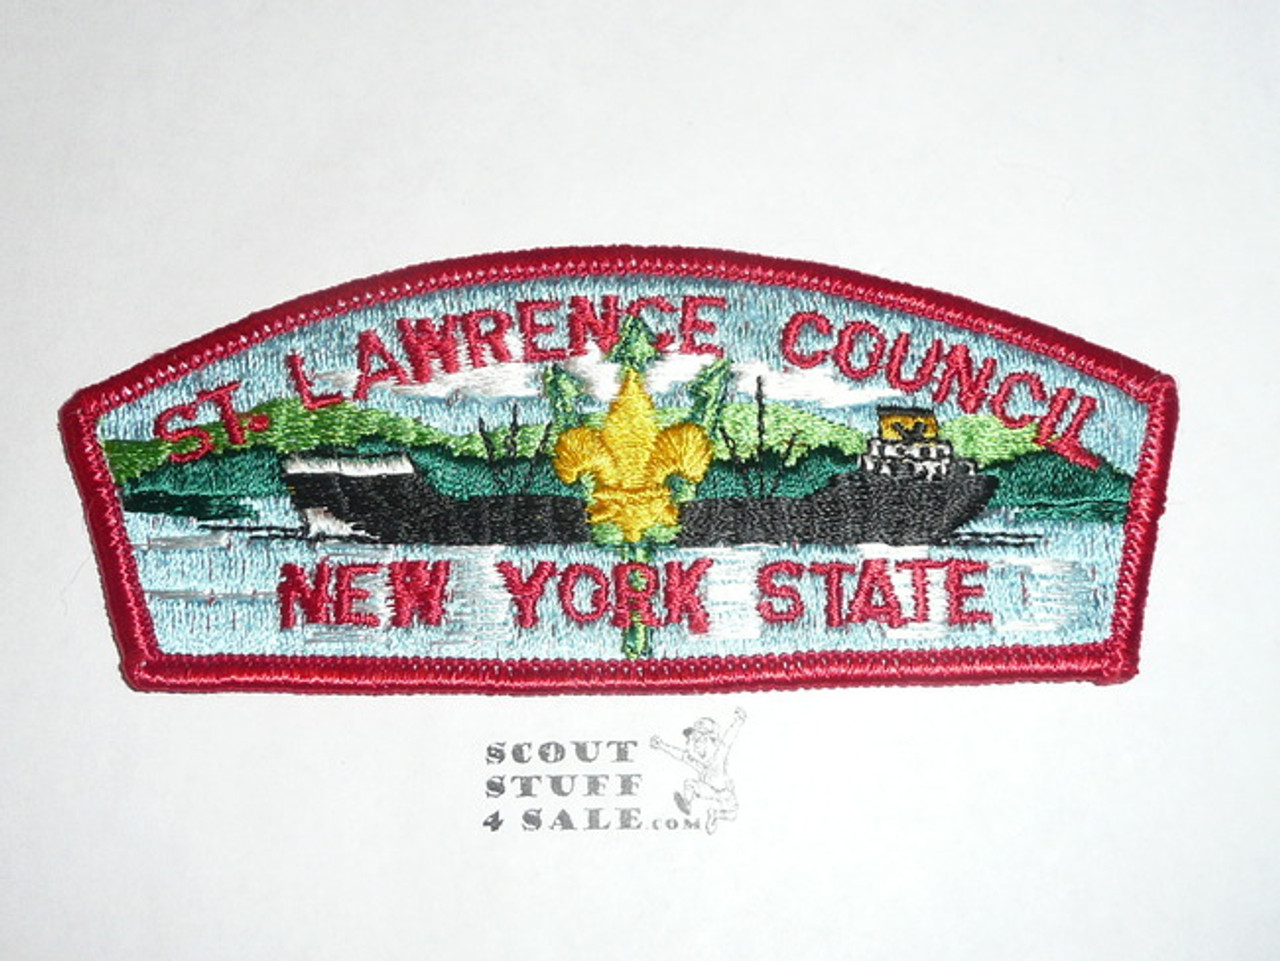 ST. LAWRENCE COUNCIL
NEW YORK STATE
SCOUT
STUFF
4 SALE.COM